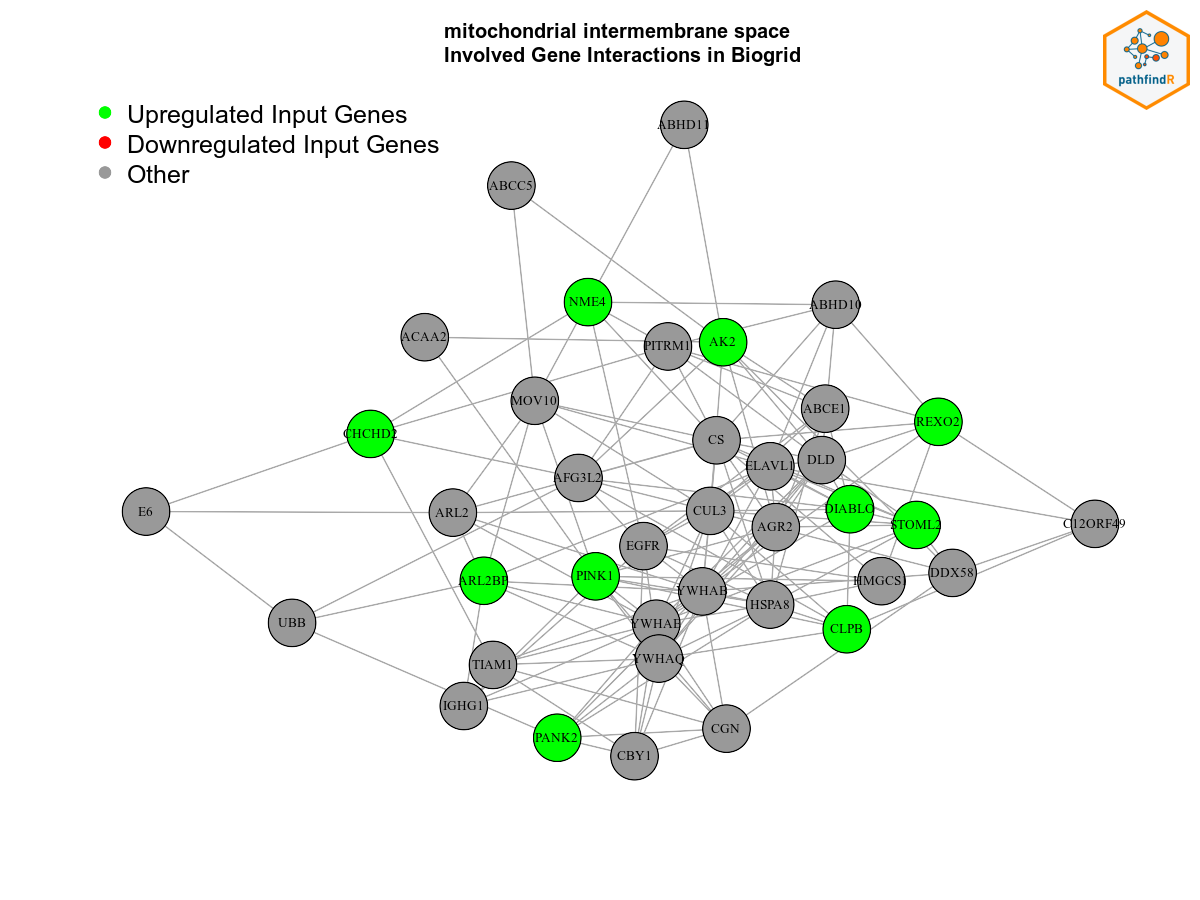 mitochondrial intermembrane space
Involved Gene Interactions in Biogrid
pathfindR
Upregulated Input Genes
Downregulated Input Genes
Other
ABHD11
ABCC5
NME4
ABHD10
ACAA2
PITRM1
AK2
MOV10
ABCE1
CHCHD2
CS
REXO2
ELAVL1
DLD
AFG3L2
E6
ARL2
CUL3
DIABLO
AGR2
STOML2
C12ORF49
EGFR
ARL2BP
PINK1
YWHAB
HMGCS1
DDX58
HSPA8
UBB
YWHAE
CLPB
TIAM1
YWHAQ
IGHG1
PANK2
CGN
CBY1